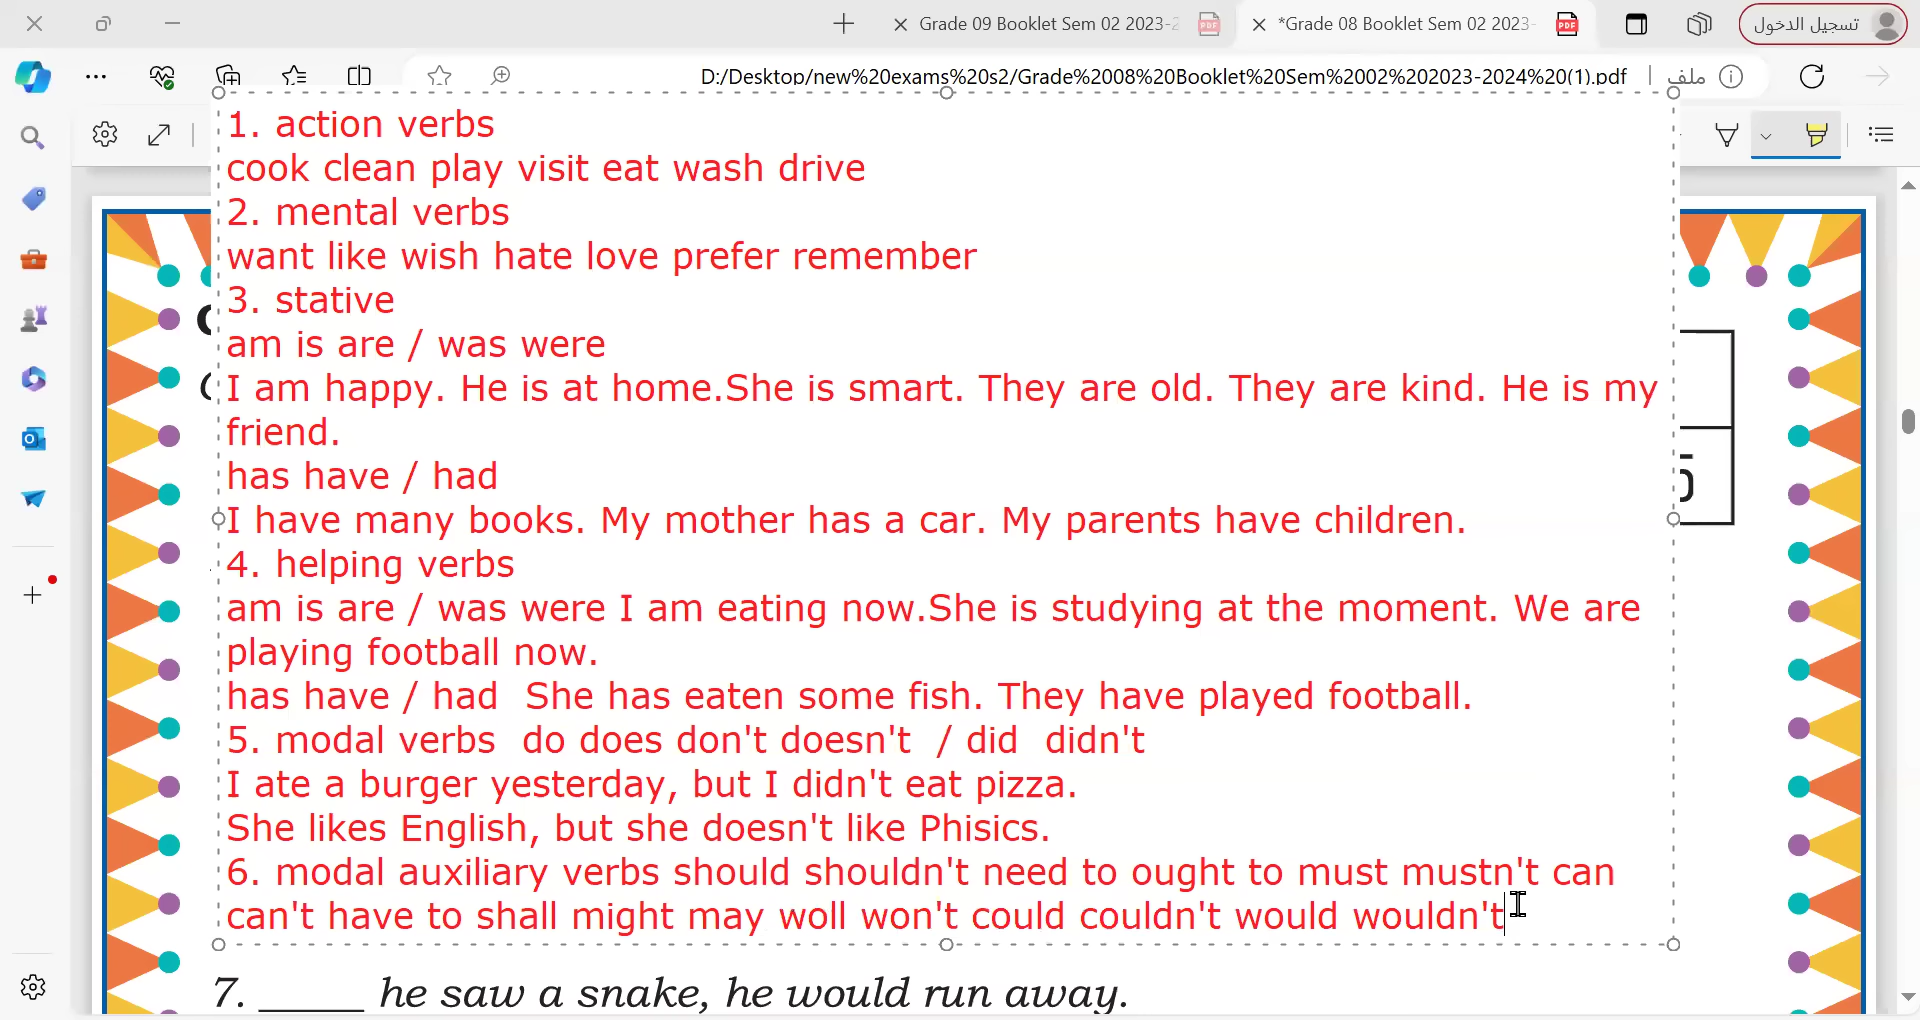 Grade 09 Booklet Sem 02 2023-2
*Grade 08 Booklet Sem 02 2023-
تسجيل الدخول
D:/Desktop/new%20exams%20s2/Grade%2008%20Booklet%20Sem%2002%202023-2024%20(1).pdf
ملف
1. action verbs
cook clean play visit eat wash drive
2. mental verbs
want like wish hate love prefer remember
3. stative
am is are / was were
I am happy. He is at home.She is smart. They are old. They are kind. He is my
friend.
has have / had
I have many books. My mother has a car. My parents have children.
4. helping verbs
am is are / was were I am eating now.She is studying at the moment. We are
playing football now.
has have / had  She has eaten some fish. They have played football.
5. modal verbs  do does don't doesn't  / did  didn't
I ate a burger yesterday, but I didn't eat pizza.
She likes English, but she doesn't like Phisics.
6. modal auxiliary verbs should shouldn't need to ought to must mustn't can
can't have to shall might may woll won't could couldn't would wouldn't
7. _____ he saw a snake, he would run away.